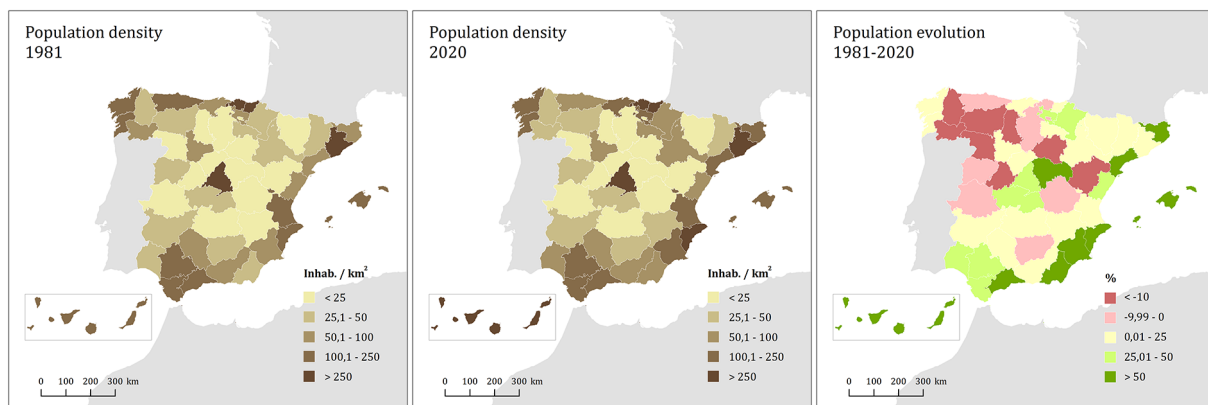 Population density
1981
Inhab. / km²
< 25
25,1 - 50
50,1 - 100
100,1 - 250
> 250
0 100 200 300 km
Population density
2020
Inhab. / km²
< 25
25,1 - 50
50,1 - 100
100,1 - 250
> 250
0 100 200 300 km
Population evolution
1981-2020
%
< -10
-9,99 - 0
0,01 - 25
25,01 - 50
> 50
0 100 200 300 km